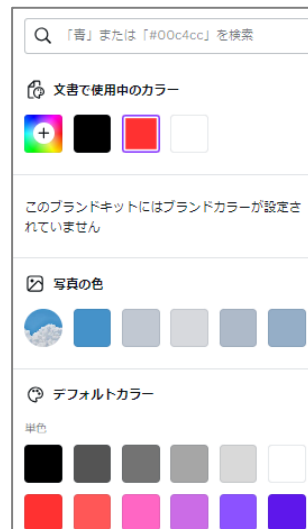 「青」または「#00c4cc」を検索
文書で使用中のカラー
このブランドキットにはブランドカラーが設定さ
れていません
写真の色
デフォルトカラー
単色